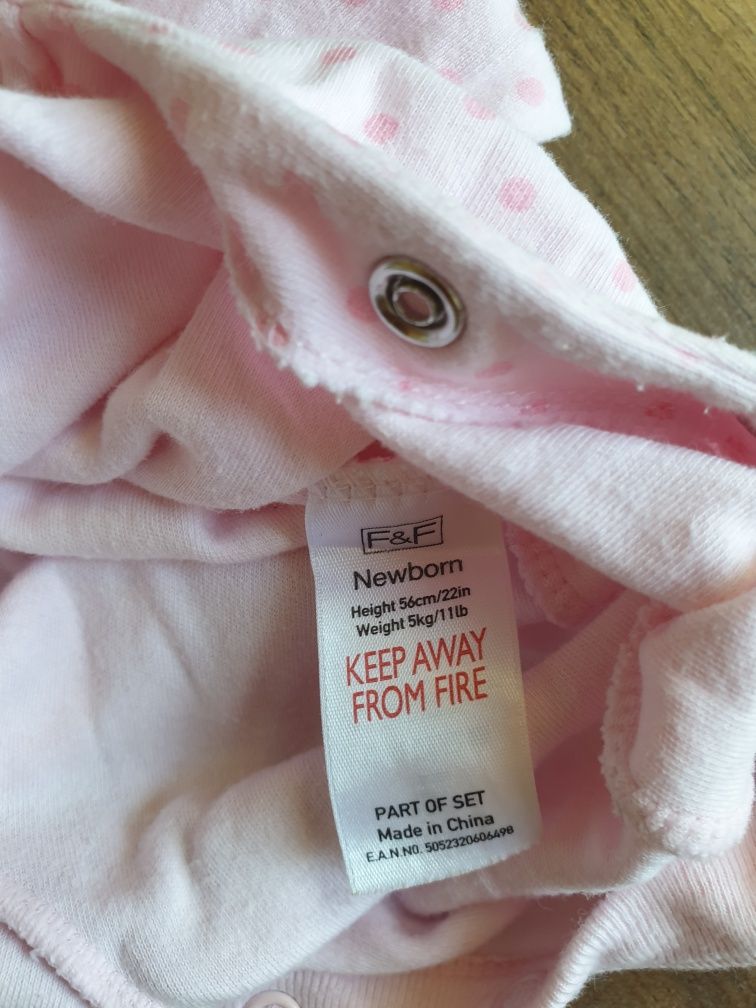 F&F
Newborn
Height 56cm/22in
Weight 5kg/11lb
KEEP AWAY
FROM FIRE
PART OF SET
Made in China
E.A.N.NO. 5052320606498